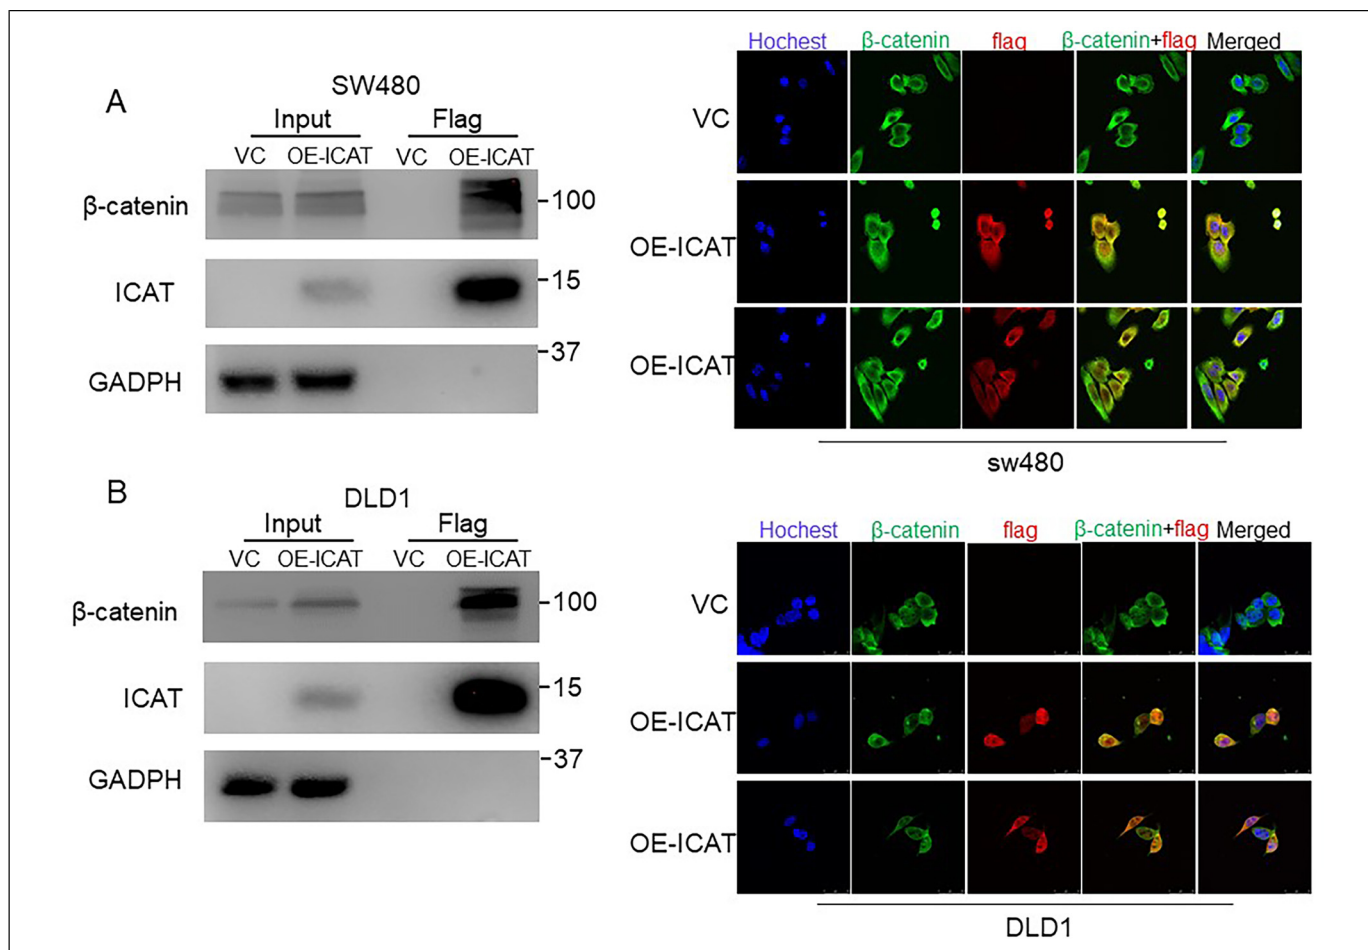 A
SW480
Input Flag
VC OE-ICAT VC OE-ICAT
β-catenin
100
ICAT
15
GADPH
37
Hochest β-catenin flag β-catenin+flag Merged
VC
OE-ICAT
OE-ICAT
sw480
B
DLD1
Input Flag
VC OE-ICAT VC OE-ICAT
β-catenin
100
ICAT
15
GADPH
37
Hochest β-catenin flag β-catenin+flag Merged
VC
OE-ICAT
OE-ICAT
DLD1